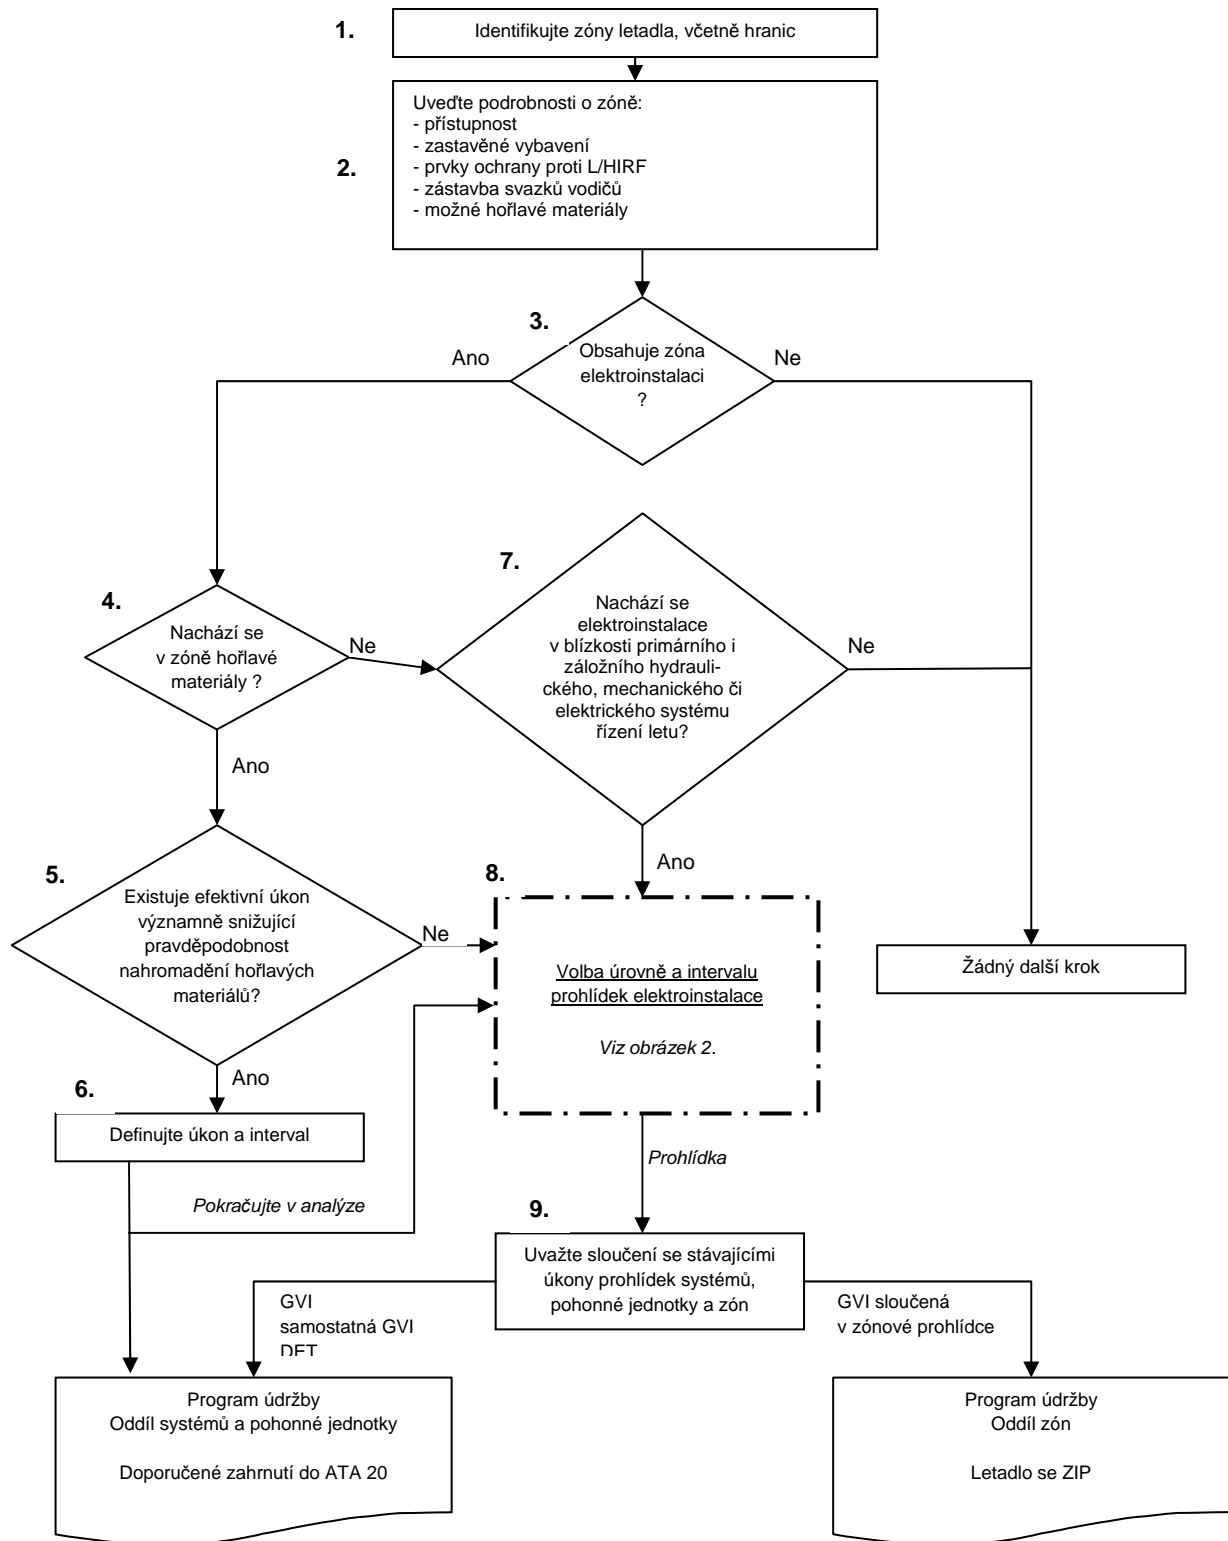 1.
Identifikujte zóny letadla, včetně hranic
2.
Uveďte podrobnosti o zóně:
- přístupnost
- zastavěné vybavení
- prvky ochrany proti L/HIRF
- zástavba svazků vodičů
- možné hořlavé materiály
3.
Obsahuje zóna
elektroinstalaci
?
Ano
Ne
4.
Nachází se
v zóně hořlavé
materiály ?
Ne
Ano
7.
Nachází se
elektroinstalace
v blízkosti primárního i
záložního hydrauli-
ckého, mechanického či
elektrického systému
řízení letu?
Ne
Ano
5.
Existuje efektivní úkon
významně snižující
pravděpodobnost
nahromadění hořlavých
materiálů?
Ne
Ano
8.
Volba úrovně a intervalu
prohlídek elektroinstalace
Viz obrázek 2.
Žádný další krok
6.
Definujte úkon a interval
Pokračujte v analýze
Prohlídka
9.
Uvažte sloučení se stávajícími
úkony prohlídek systémů,
pohonné jednotky a zón
GVI
samostatná GVI
DET
GVI sloučená
v zónové prohlídce
Program údržby
Oddíl systémů a pohonné jednotky
Doporučené zahrnutí do ATA 20
Program údržby
Oddíl zón
Letadlo se ZIP